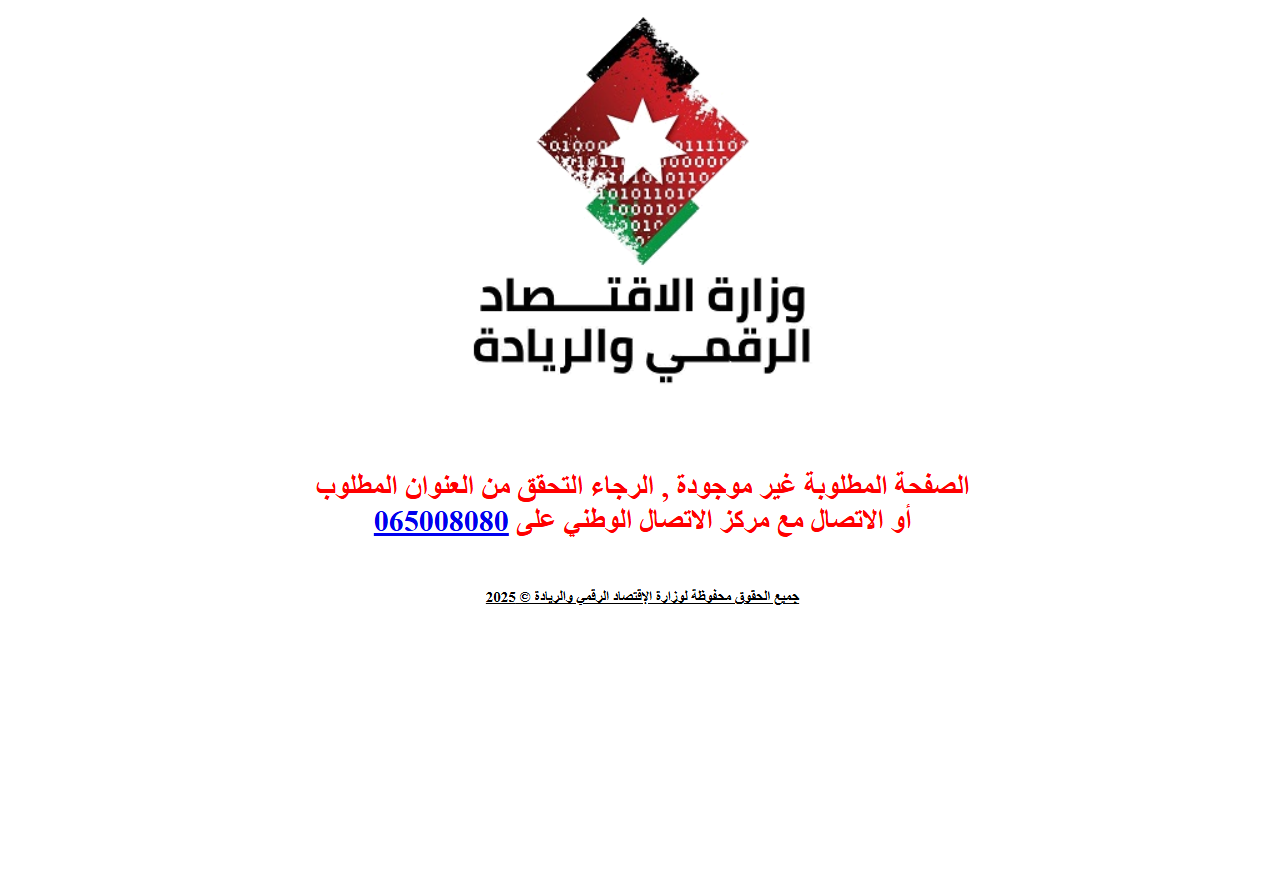 وزارة الاقتـــــصاد
الرقمـي والريادة
الصفحة المطلوبة غير موجودة , الرجاء التحقق من العنوان المطلوب
أو الاتصال مع مركز الاتصال الوطني على 065008080
جميع الحقوق محفوظة لوزارة الإقتصاد الرقمي والريادة © 2025